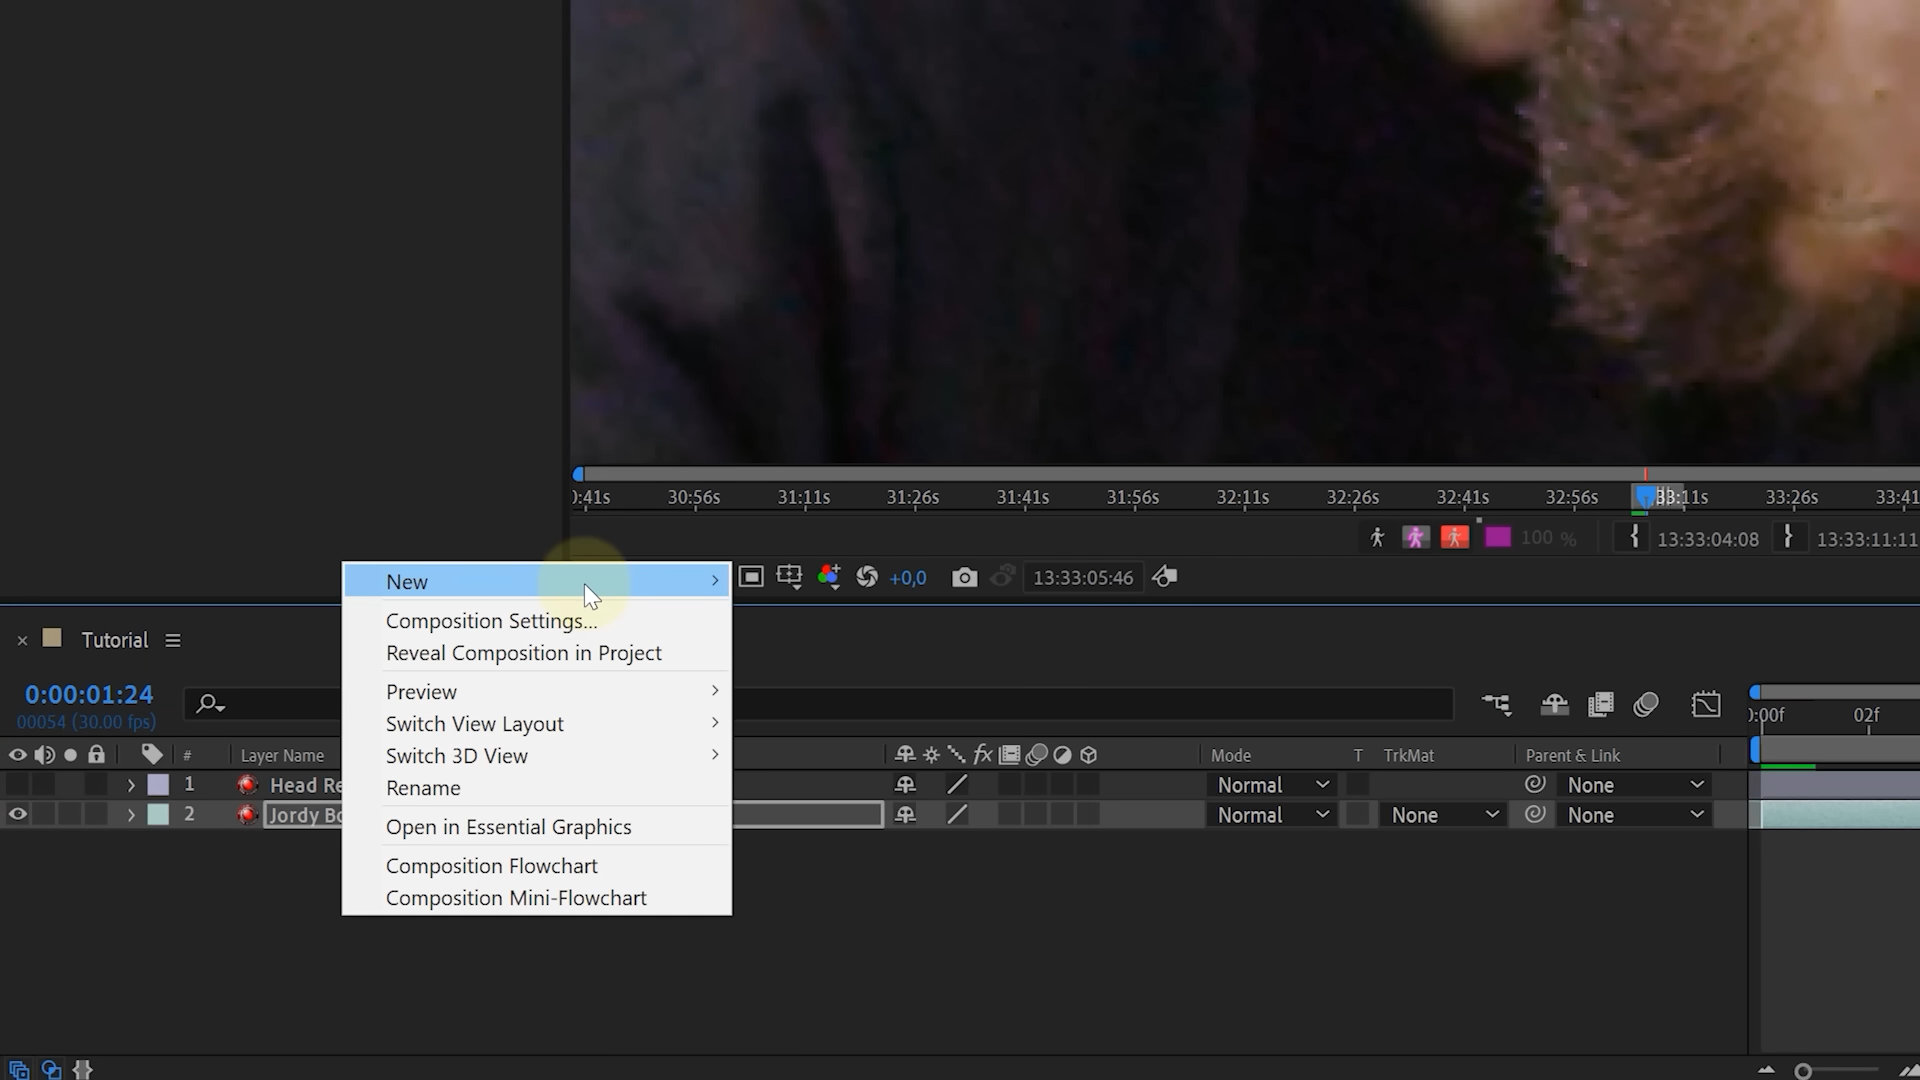 ):41s 30:56s 31:11s 31:26s 31:41s 31:56s 32:11s 32:26s 32:41s 32:56s 33:11s 33:26s 33:41
100 % { 13:33:04:08 } 13:33:11:11
+0,0 13:33:05:46
New
Composition Settings...
Reveal Composition in Project
Preview
Switch View Layout
Switch 3D View
Rename
Open in Essential Graphics
Composition Flowchart
Composition Mini-Flowchart
× Tutorial
0:00:01:24
00054 (30.00 fps)
):00f 02f
# Layer Name fx Mode T TrkMat Parent & Link
1 Head Re Normal None
2 Jordy Bo Normal None None